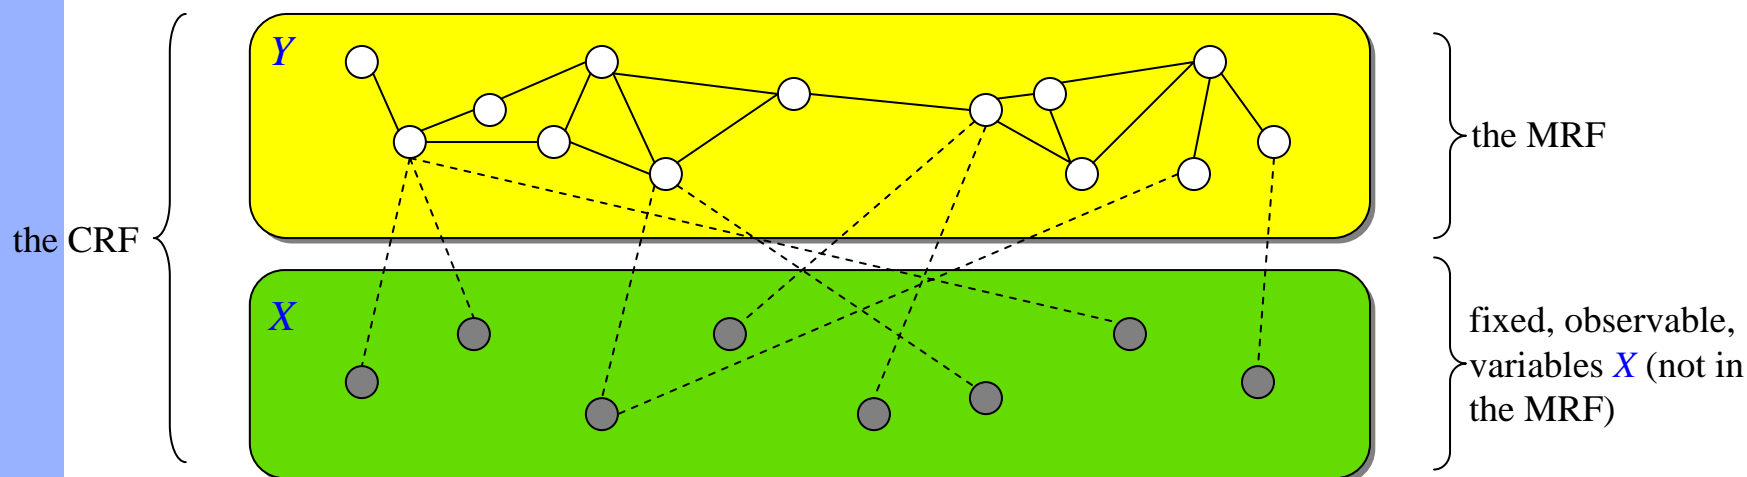 Y
the MRF
the CRF
X
fixed, observable,
variables X (not in
the MRF)